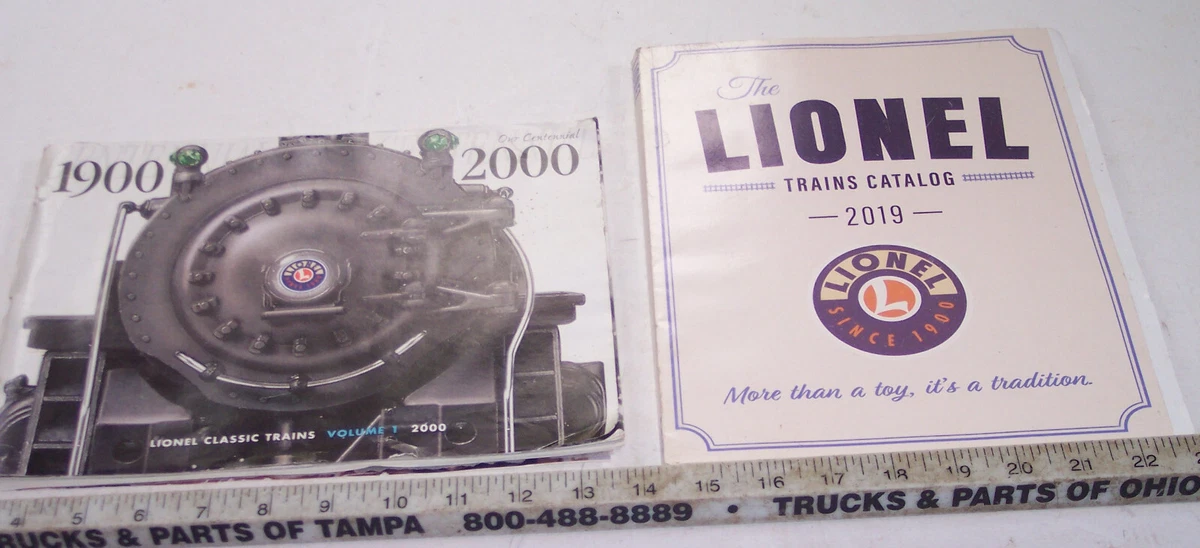 1900
Our Centennial
2000
LIONEL
LIONEL CLASSIC TRAINS VOLUME 1 2000
The
LIONEL
TRAINS CATALOG
— 2019 —
LIONEL
L
SINCE 1900
More than a toy, it's a tradition.
4 5 6 7 8 9 10 11 12 13 14 15 16 17 18 19 20 21 22
RUCKS & PARTS OF TAMPA 800-488-8889 • TRUCKS & PARTS OF OHIO